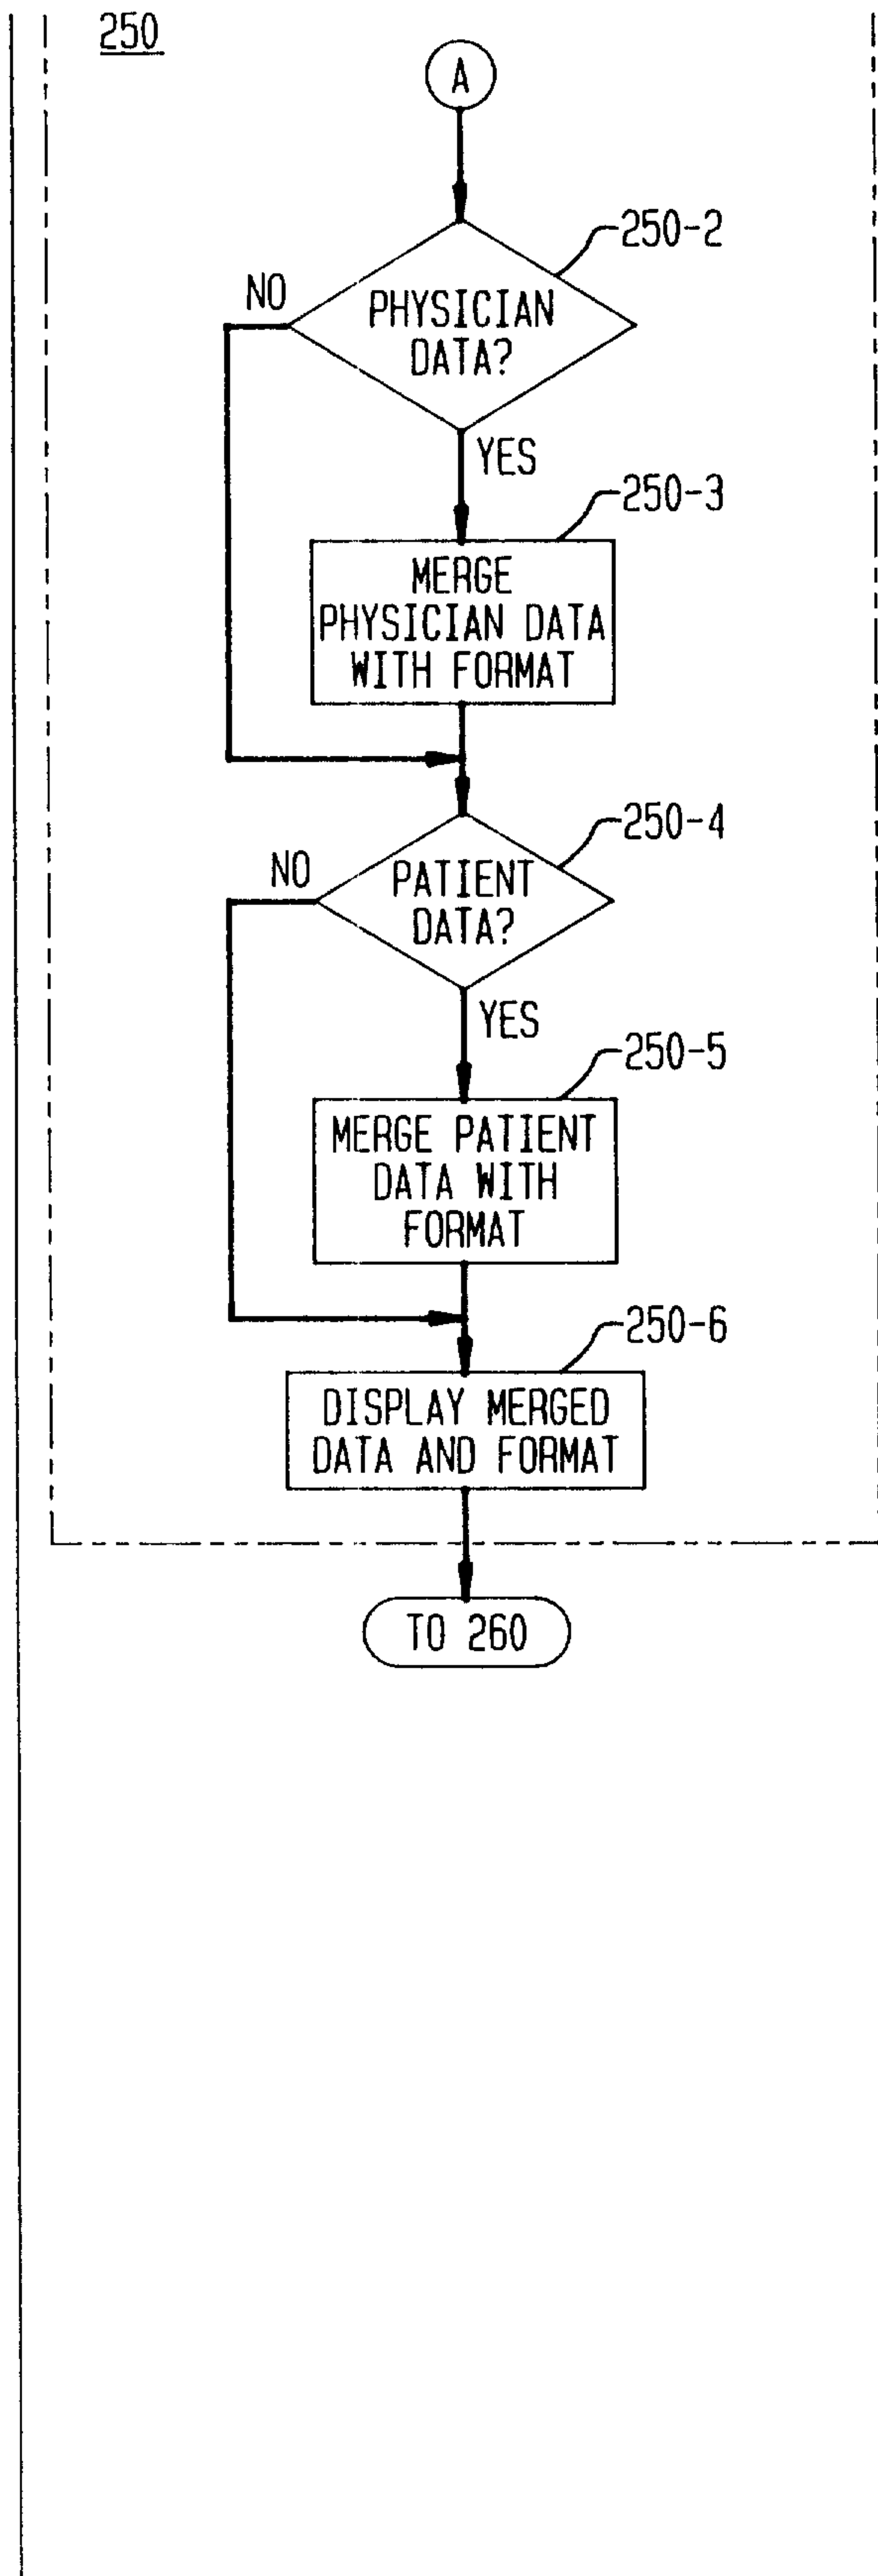 250
A
250-2
NO
PHYSICIAN
DATA?
YES
250-3
MERGE
PHYSICIAN DATA
WITH FORMAT
250-4
NO
PATIENT
DATA?
YES
250-5
MERGE PATIENT
DATA WITH
FORMAT
250-6
DISPLAY MERGED
DATA AND FORMAT
TO 260